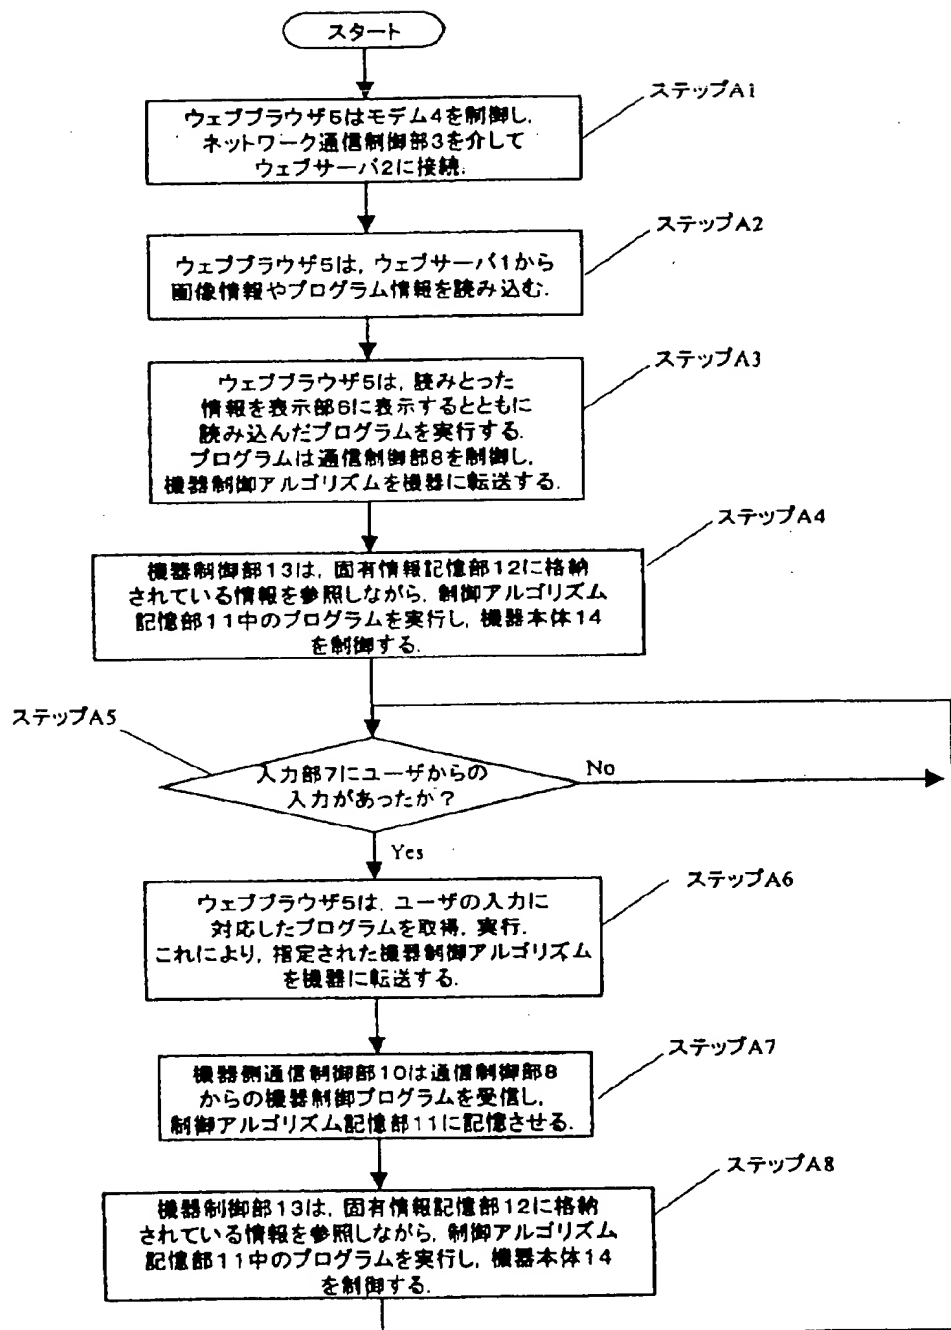 スタート
ステップA1
ウェブブラウザ5はモデム4を制御し,
ネットワーク通信制御部3を介して
ウェブサーバ2に接続.
ステップA2
ウェブブラウザ5は, ウェブサーバ1から
画像情報やプログラム情報を読み込む.
ステップA3
ウェブブラウザ5は, 読みとった
情報を表示部6に表示するとともに
読み込んだプログラムを実行する.
プログラムは通信制御部8を制御し,
機器制御アルゴリズムを機器に転送する.
ステップA4
機器制御部13は, 固有情報記憶部12に格納
されている情報を参照しながら, 制御アルゴリズム
記憶部11中のプログラムを実行し, 機器本体14
を制御する.
ステップA5
入力部7にユーザからの
入力があったか?
No
Yes
ステップA6
ウェブブラウザ5は, ユーザの入力に
対応したプログラムを取得, 実行.
これにより, 指定された機器制御アルゴリズム
を機器に転送する.
ステップA7
機器側通信制御部10は通信制御部8
からの機器制御プログラムを受信し,
制御アルゴリズム記憶部11に記憶させる.
ステップA8
機器制御部13は, 固有情報記憶部12に格納
されている情報を参照しながら, 制御アルゴリズム
記憶部11中のプログラムを実行し, 機器本体14
を制御する.